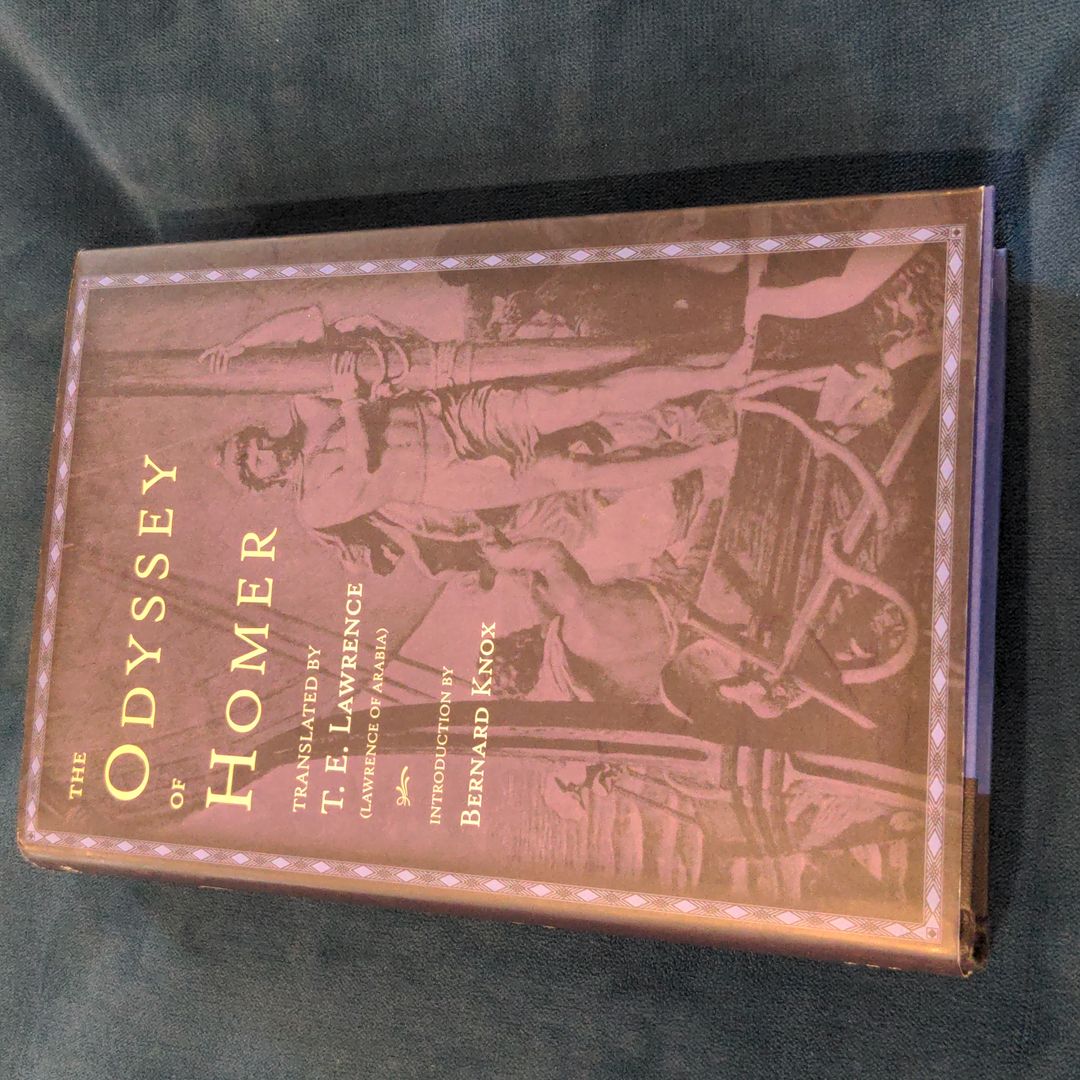 THE
ODYSSEY
OF
HOMER
TRANSLATED BY
T. E. LAWRENCE
(LAWRENCE OF ARABIA)
INTRODUCTION BY
BERNARD KNOX